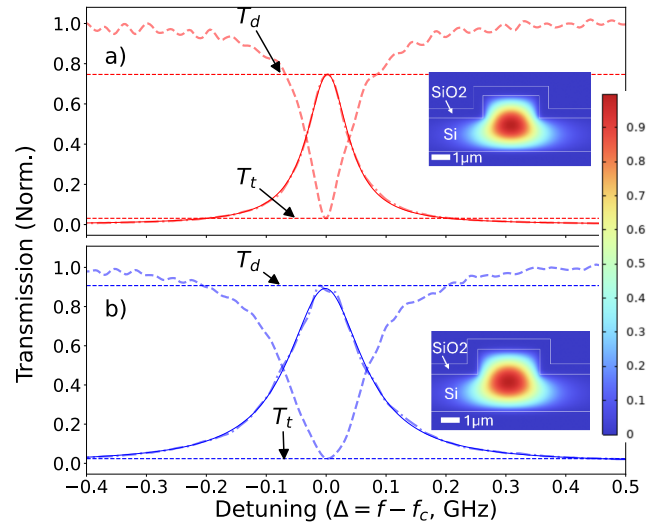 Transmission (Norm.)
1.0
0.8
0.6
0.4
0.2
0.0
a)
T_d
T_t
SiO2
Si
1μm
0.9
0.8
0.7
0.6
0.5
0.4
0.3
0.2
0.1
0
1.0
0.8
0.6
0.4
0.2
0.0
b)
T_d
T_t
SiO2
Si
1μm
−0.4 −0.3 −0.2 −0.1 0.0 0.1 0.2 0.3 0.4 0.5
Detuning (Δ = f − f_c, GHz)